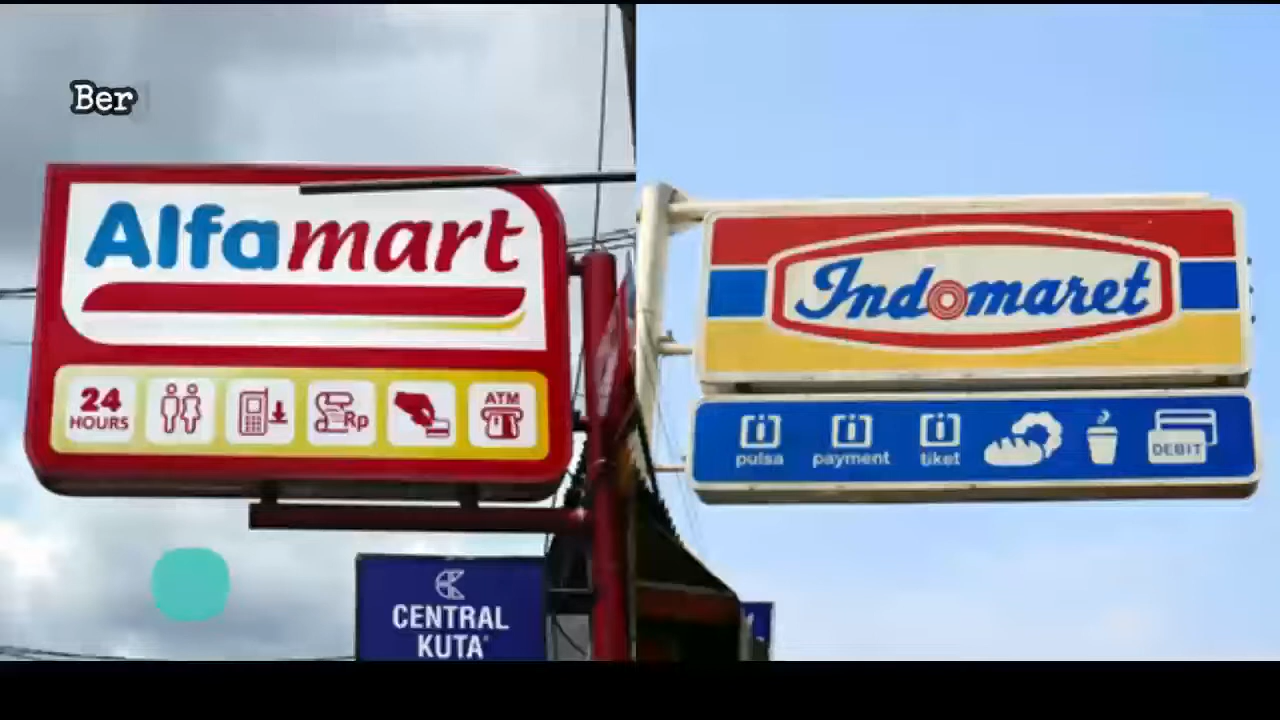 Ber
Alfamart
24
HOURS
Rp
ATM
CENTRAL
KUTA
Indomaret
pulsa
payment
tiket
DEBIT